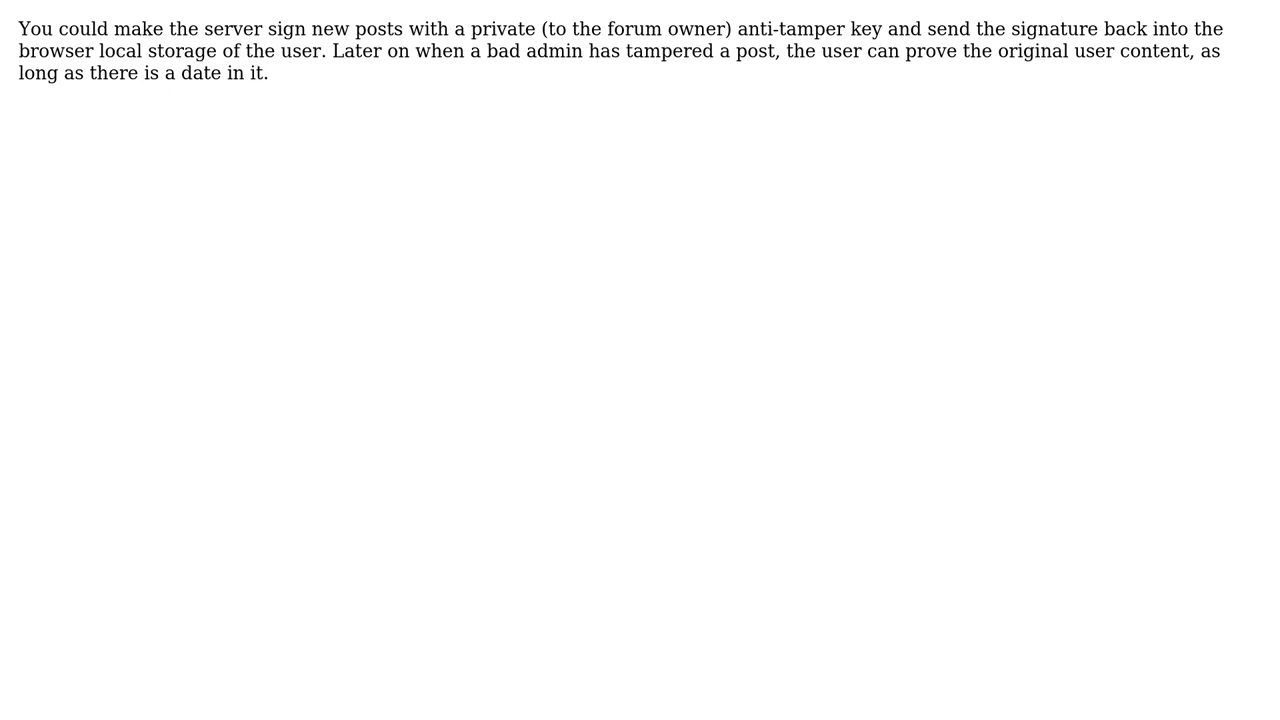 You could make the server sign new posts with a private (to the forum owner) anti-tamper key and send the signature back into the
browser local storage of the user. Later on when a bad admin has tampered a post, the user can prove the original user content, as
long as there is a date in it.